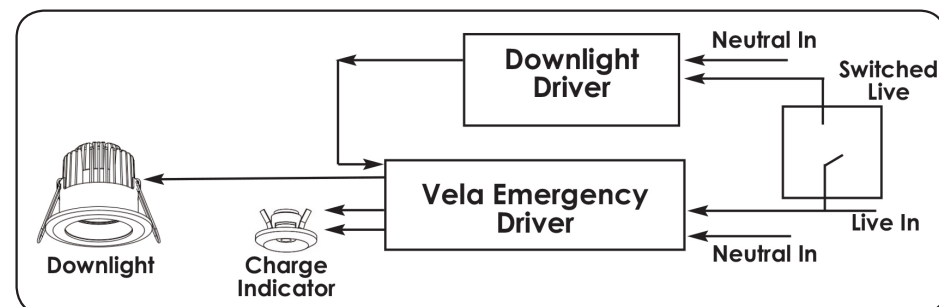 Neutral In
Downlight
Driver
Switched
Live
Vela Emergency
Driver
Live In
Neutral In
Downlight
Charge
Indicator